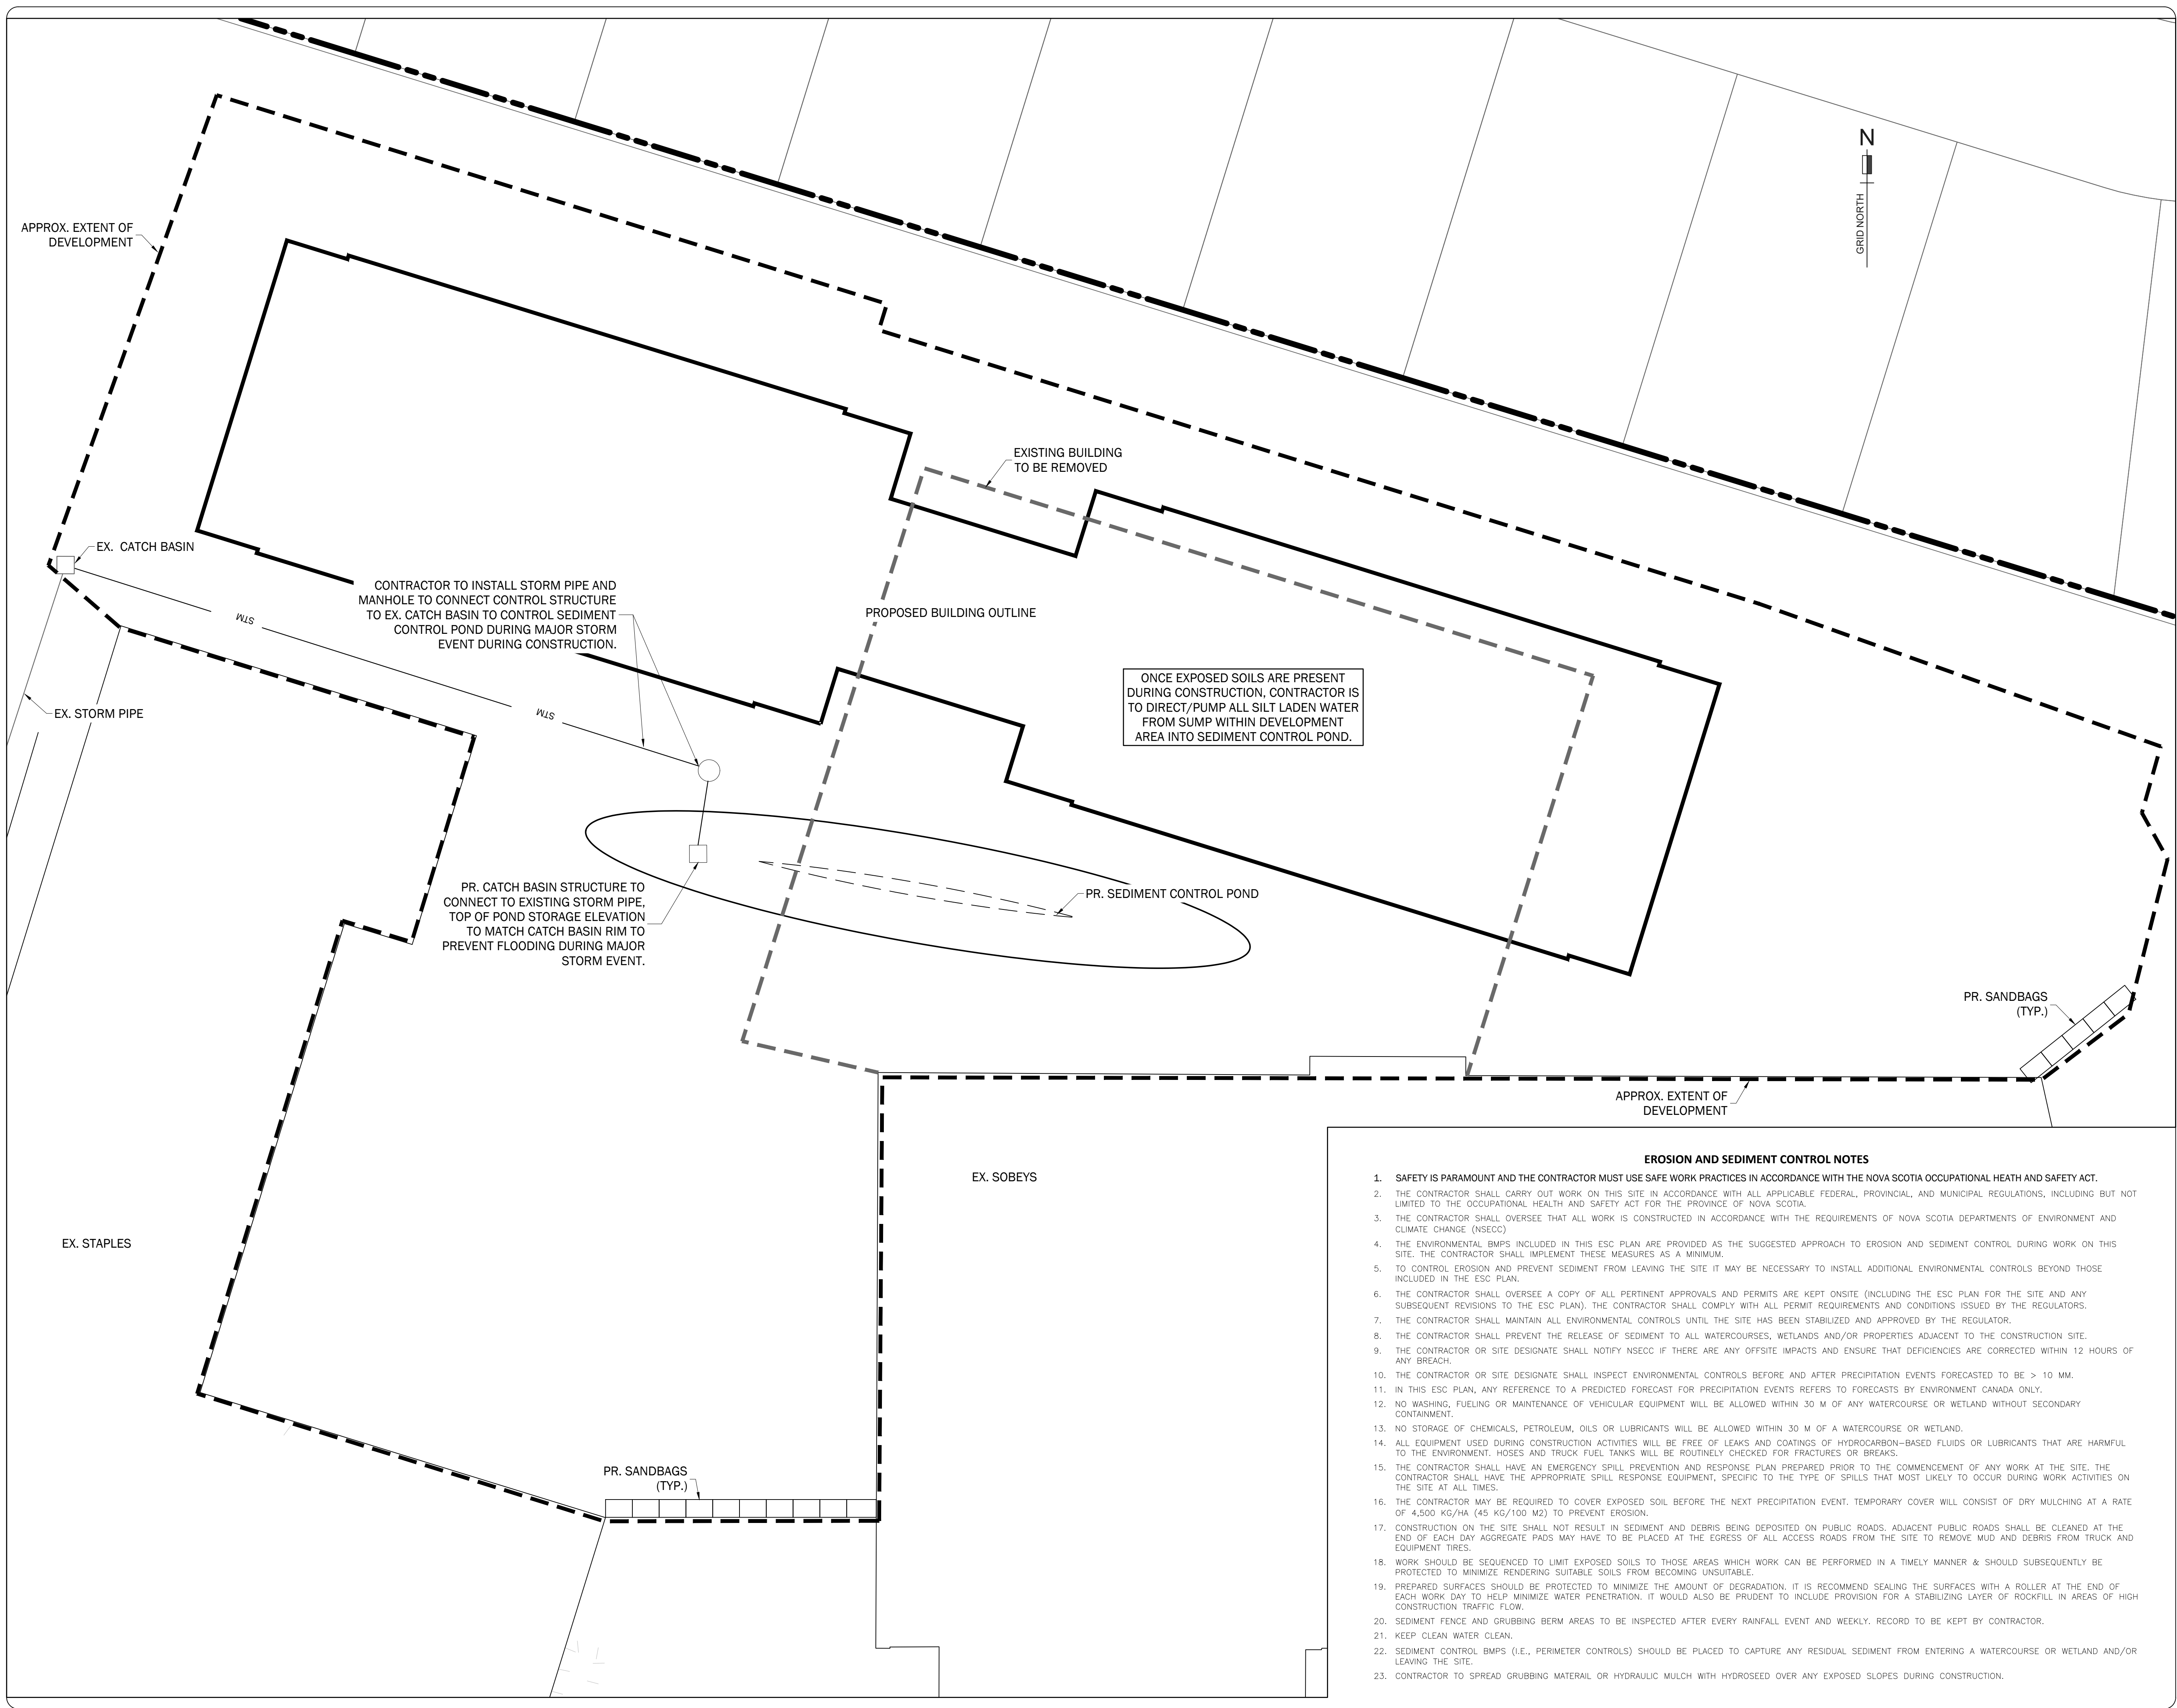 N
GRID NORTH
APPROX. EXTENT OF
DEVELOPMENT
EXISTING BUILDING
TO BE REMOVED
EX.  CATCH BASIN
CONTRACTOR TO INSTALL STORM PIPE AND
MANHOLE TO CONNECT CONTROL STRUCTURE
TO EX. CATCH BASIN TO CONTROL SEDIMENT
CONTROL POND DURING MAJOR STORM
EVENT DURING CONSTRUCTION.
PROPOSED BUILDING OUTLINE
STM
STM
EX. STORM PIPE
ONCE EXPOSED SOILS ARE PRESENT
DURING CONSTRUCTION, CONTRACTOR IS
TO DIRECT/PUMP ALL SILT LADEN WATER
FROM SUMP WITHIN DEVELOPMENT
AREA INTO SEDIMENT CONTROL POND.
PR. CATCH BASIN STRUCTURE TO
CONNECT TO EXISTING STORM PIPE,
TOP OF POND STORAGE ELEVATION
TO MATCH CATCH BASIN RIM TO
PREVENT FLOODING DURING MAJOR
STORM EVENT.
PR. SEDIMENT CONTROL POND
PR. SANDBAGS
(TYP.)
APPROX. EXTENT OF
DEVELOPMENT
EX. SOBEYS
EX. STAPLES
PR. SANDBAGS
(TYP.)
EROSION AND SEDIMENT CONTROL NOTES
1. SAFETY IS PARAMOUNT AND THE CONTRACTOR MUST USE SAFE WORK PRACTICES IN ACCORDANCE WITH THE NOVA SCOTIA OCCUPATIONAL HEATH AND SAFETY ACT.
2. THE CONTRACTOR SHALL CARRY OUT WORK ON THIS SITE IN ACCORDANCE WITH ALL APPLICABLE FEDERAL, PROVINCIAL, AND MUNICIPAL REGULATIONS, INCLUDING BUT NOT
LIMITED TO THE OCCUPATIONAL HEALTH AND SAFETY ACT FOR THE PROVINCE OF NOVA SCOTIA.
3. THE CONTRACTOR SHALL OVERSEE THAT ALL WORK IS CONSTRUCTED IN ACCORDANCE WITH THE REQUIREMENTS OF NOVA SCOTIA DEPARTMENTS OF ENVIRONMENT AND
CLIMATE CHANGE (NSECC)
4. THE ENVIRONMENTAL BMPS INCLUDED IN THIS ESC PLAN ARE PROVIDED AS THE SUGGESTED APPROACH TO EROSION AND SEDIMENT CONTROL DURING WORK ON THIS
SITE. THE CONTRACTOR SHALL IMPLEMENT THESE MEASURES AS A MINIMUM.
5. TO CONTROL EROSION AND PREVENT SEDIMENT FROM LEAVING THE SITE IT MAY BE NECESSARY TO INSTALL ADDITIONAL ENVIRONMENTAL CONTROLS BEYOND THOSE
INCLUDED IN THE ESC PLAN.
6. THE CONTRACTOR SHALL OVERSEE A COPY OF ALL PERTINENT APPROVALS AND PERMITS ARE KEPT ONSITE (INCLUDING THE ESC PLAN FOR THE SITE AND ANY
SUBSEQUENT REVISIONS TO THE ESC PLAN). THE CONTRACTOR SHALL COMPLY WITH ALL PERMIT REQUIREMENTS AND CONDITIONS ISSUED BY THE REGULATORS.
7. THE CONTRACTOR SHALL MAINTAIN ALL ENVIRONMENTAL CONTROLS UNTIL THE SITE HAS BEEN STABILIZED AND APPROVED BY THE REGULATOR.
8. THE CONTRACTOR SHALL PREVENT THE RELEASE OF SEDIMENT TO ALL WATERCOURSES, WETLANDS AND/OR PROPERTIES ADJACENT TO THE CONSTRUCTION SITE.
9. THE CONTRACTOR OR SITE DESIGNATE SHALL NOTIFY NSECC IF THERE ARE ANY OFFSITE IMPACTS AND ENSURE THAT DEFICIENCIES ARE CORRECTED WITHIN 12 HOURS OF
ANY BREACH.
10. THE CONTRACTOR OR SITE DESIGNATE SHALL INSPECT ENVIRONMENTAL CONTROLS BEFORE AND AFTER PRECIPITATION EVENTS FORECASTED TO BE > 10 MM.
11. IN THIS ESC PLAN, ANY REFERENCE TO A PREDICTED FORECAST FOR PRECIPITATION EVENTS REFERS TO FORECASTS BY ENVIRONMENT CANADA ONLY.
12. NO WASHING, FUELING OR MAINTENANCE OF VEHICULAR EQUIPMENT WILL BE ALLOWED WITHIN 30 M OF ANY WATERCOURSE OR WETLAND WITHOUT SECONDARY
CONTAINMENT.
13. NO STORAGE OF CHEMICALS, PETROLEUM, OILS OR LUBRICANTS WILL BE ALLOWED WITHIN 30 M OF A WATERCOURSE OR WETLAND.
14. ALL EQUIPMENT USED DURING CONSTRUCTION ACTIVITIES WILL BE FREE OF LEAKS AND COATINGS OF HYDROCARBON-BASED FLUIDS OR LUBRICANTS THAT ARE HARMFUL
TO THE ENVIRONMENT. HOSES AND TRUCK FUEL TANKS WILL BE ROUTINELY CHECKED FOR FRACTURES OR BREAKS.
15. THE CONTRACTOR SHALL HAVE AN EMERGENCY SPILL PREVENTION AND RESPONSE PLAN PREPARED PRIOR TO THE COMMENCEMENT OF ANY WORK AT THE SITE. THE
CONTRACTOR SHALL HAVE THE APPROPRIATE SPILL RESPONSE EQUIPMENT, SPECIFIC TO THE TYPE OF SPILLS THAT MOST LIKELY TO OCCUR DURING WORK ACTIVITIES ON
THE SITE AT ALL TIMES.
16. THE CONTRACTOR MAY BE REQUIRED TO COVER EXPOSED SOIL BEFORE THE NEXT PRECIPITATION EVENT. TEMPORARY COVER WILL CONSIST OF DRY MULCHING AT A RATE
OF 4,500 KG/HA (45 KG/100 M2) TO PREVENT EROSION.
17. CONSTRUCTION ON THE SITE SHALL NOT RESULT IN SEDIMENT AND DEBRIS BEING DEPOSITED ON PUBLIC ROADS. ADJACENT PUBLIC ROADS SHALL BE CLEANED AT THE
END OF EACH DAY AGGREGATE PADS MAY HAVE TO BE PLACED AT THE EGRESS OF ALL ACCESS ROADS FROM THE SITE TO REMOVE MUD AND DEBRIS FROM TRUCK AND
EQUIPMENT TIRES.
18. WORK SHOULD BE SEQUENCED TO LIMIT EXPOSED SOILS TO THOSE AREAS WHICH WORK CAN BE PERFORMED IN A TIMELY MANNER & SHOULD SUBSEQUENTLY BE
PROTECTED TO MINIMIZE RENDERING SUITABLE SOILS FROM BECOMING UNSUITABLE.
19. PREPARED SURFACES SHOULD BE PROTECTED TO MINIMIZE THE AMOUNT OF DEGRADATION. IT IS RECOMMEND SEALING THE SURFACES WITH A ROLLER AT THE END OF
EACH WORK DAY TO HELP MINIMIZE WATER PENETRATION. IT WOULD ALSO BE PRUDENT TO INCLUDE PROVISION FOR A STABILIZING LAYER OF ROCKFILL IN AREAS OF HIGH
CONSTRUCTION TRAFFIC FLOW.
20. SEDIMENT FENCE AND GRUBBING BERM AREAS TO BE INSPECTED AFTER EVERY RAINFALL EVENT AND WEEKLY. RECORD TO BE KEPT BY CONTRACTOR.
21. KEEP CLEAN WATER CLEAN.
22. SEDIMENT CONTROL BMPS (I.E., PERIMETER CONTROLS) SHOULD BE PLACED TO CAPTURE ANY RESIDUAL SEDIMENT FROM ENTERING A WATERCOURSE OR WETLAND AND/OR
LEAVING THE SITE.
23. CONTRACTOR TO SPREAD GRUBBING MATERAIL OR HYDRAULIC MULCH WITH HYDROSEED OVER ANY EXPOSED SLOPES DURING CONSTRUCTION.